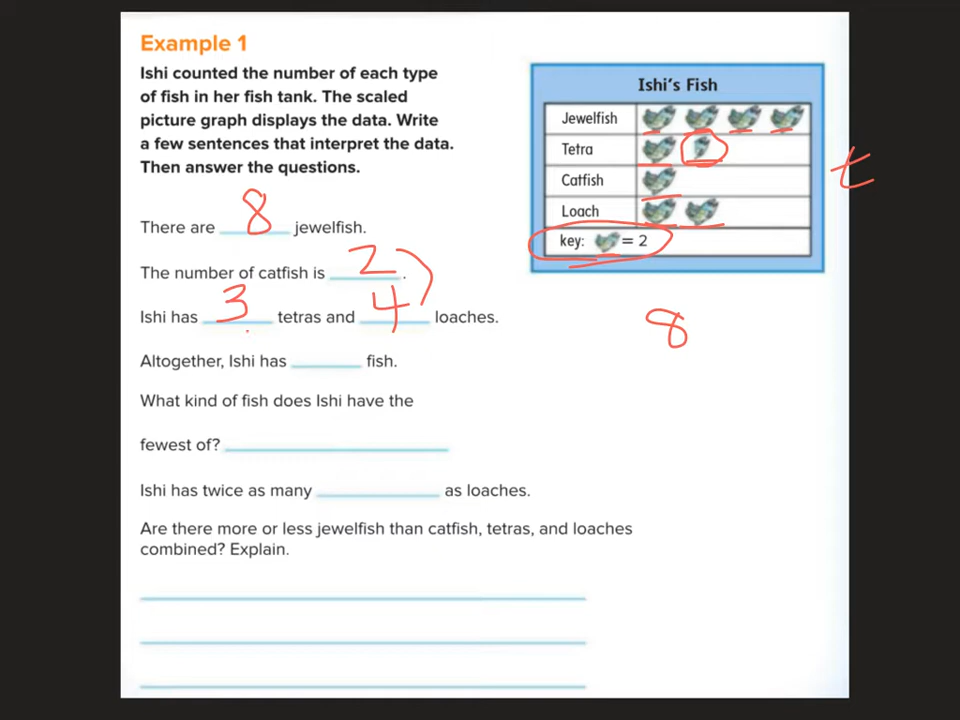 Example 1
Ishi counted the number of each type
of fish in her fish tank. The scaled
picture graph displays the data. Write
a few sentences that interpret the data.
Then answer the questions.
There are 8 jewelfish.
The number of catfish is 2.
Ishi has 3 tetras and 4 loaches.
Altogether, Ishi has ______ fish.
What kind of fish does Ishi have the
fewest of? ______
Ishi has twice as many ______ as loaches.
Are there more or less jewelfish than catfish, tetras, and loaches
combined? Explain.
Ishi's Fish
Jewelfish
Tetra
Catfish
Loach
key: = 2
t
8